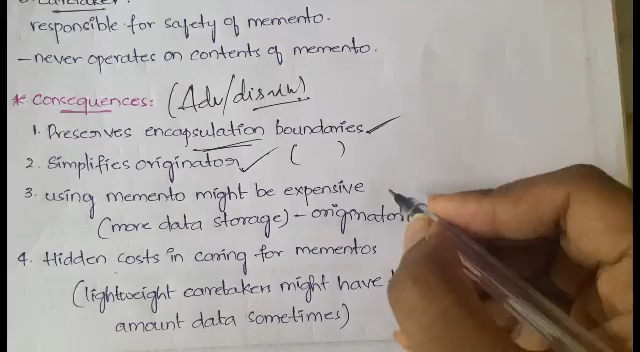 responsible for safety of memento.
- never operates on contents of memento.
* Consequences: (Adv/disadv)
1. Preserves encapsulation boundaries
2. Simplifies originator ( )
3. using memento might be expensive
(more data storage) - originator
4. Hidden costs in caring for mementos
(lightweight caretakers might have
amount data sometimes)